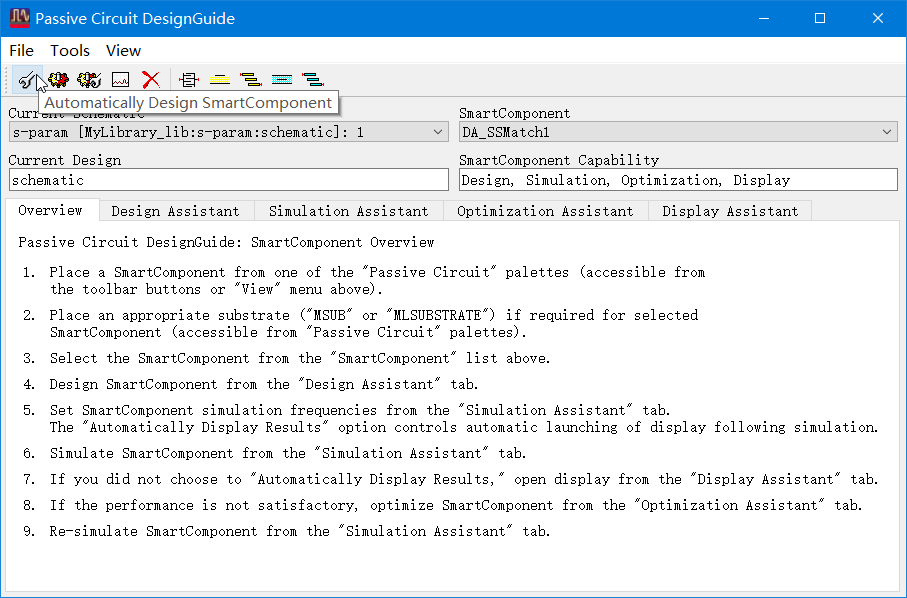 Passive Circuit DesignGuide
File Tools View
Automatically Design SmartComponent
Current Schematic
SmartComponent
s-param [MyLibrary_lib:s-param:schematic]: 1
DA_SSMatch1
Current Design
SmartComponent Capability
schematic
Design, Simulation, Optimization, Display
Overview Design Assistant Simulation Assistant Optimization Assistant Display Assistant
Passive Circuit DesignGuide: SmartComponent Overview
1. Place a SmartComponent from one of the "Passive Circuit" palettes (accessible from
the toolbar buttons or "View" menu above).
2. Place an appropriate substrate ("MSUB" or "MLSUBSTRATE") if required for selected
SmartComponent (accessible from "Passive Circuit" palettes).
3. Select the SmartComponent from the "SmartComponent" list above.
4. Design SmartComponent from the "Design Assistant" tab.
5. Set SmartComponent simulation frequencies from the "Simulation Assistant" tab.
The "Automatically Display Results" option controls automatic launching of display following simulation.
6. Simulate SmartComponent from the "Simulation Assistant" tab.
7. If you did not choose to "Automatically Display Results," open display from the "Display Assistant" tab.
8. If the performance is not satisfactory, optimize SmartComponent from the "Optimization Assistant" tab.
9. Re-simulate SmartComponent from the "Simulation Assistant" tab.